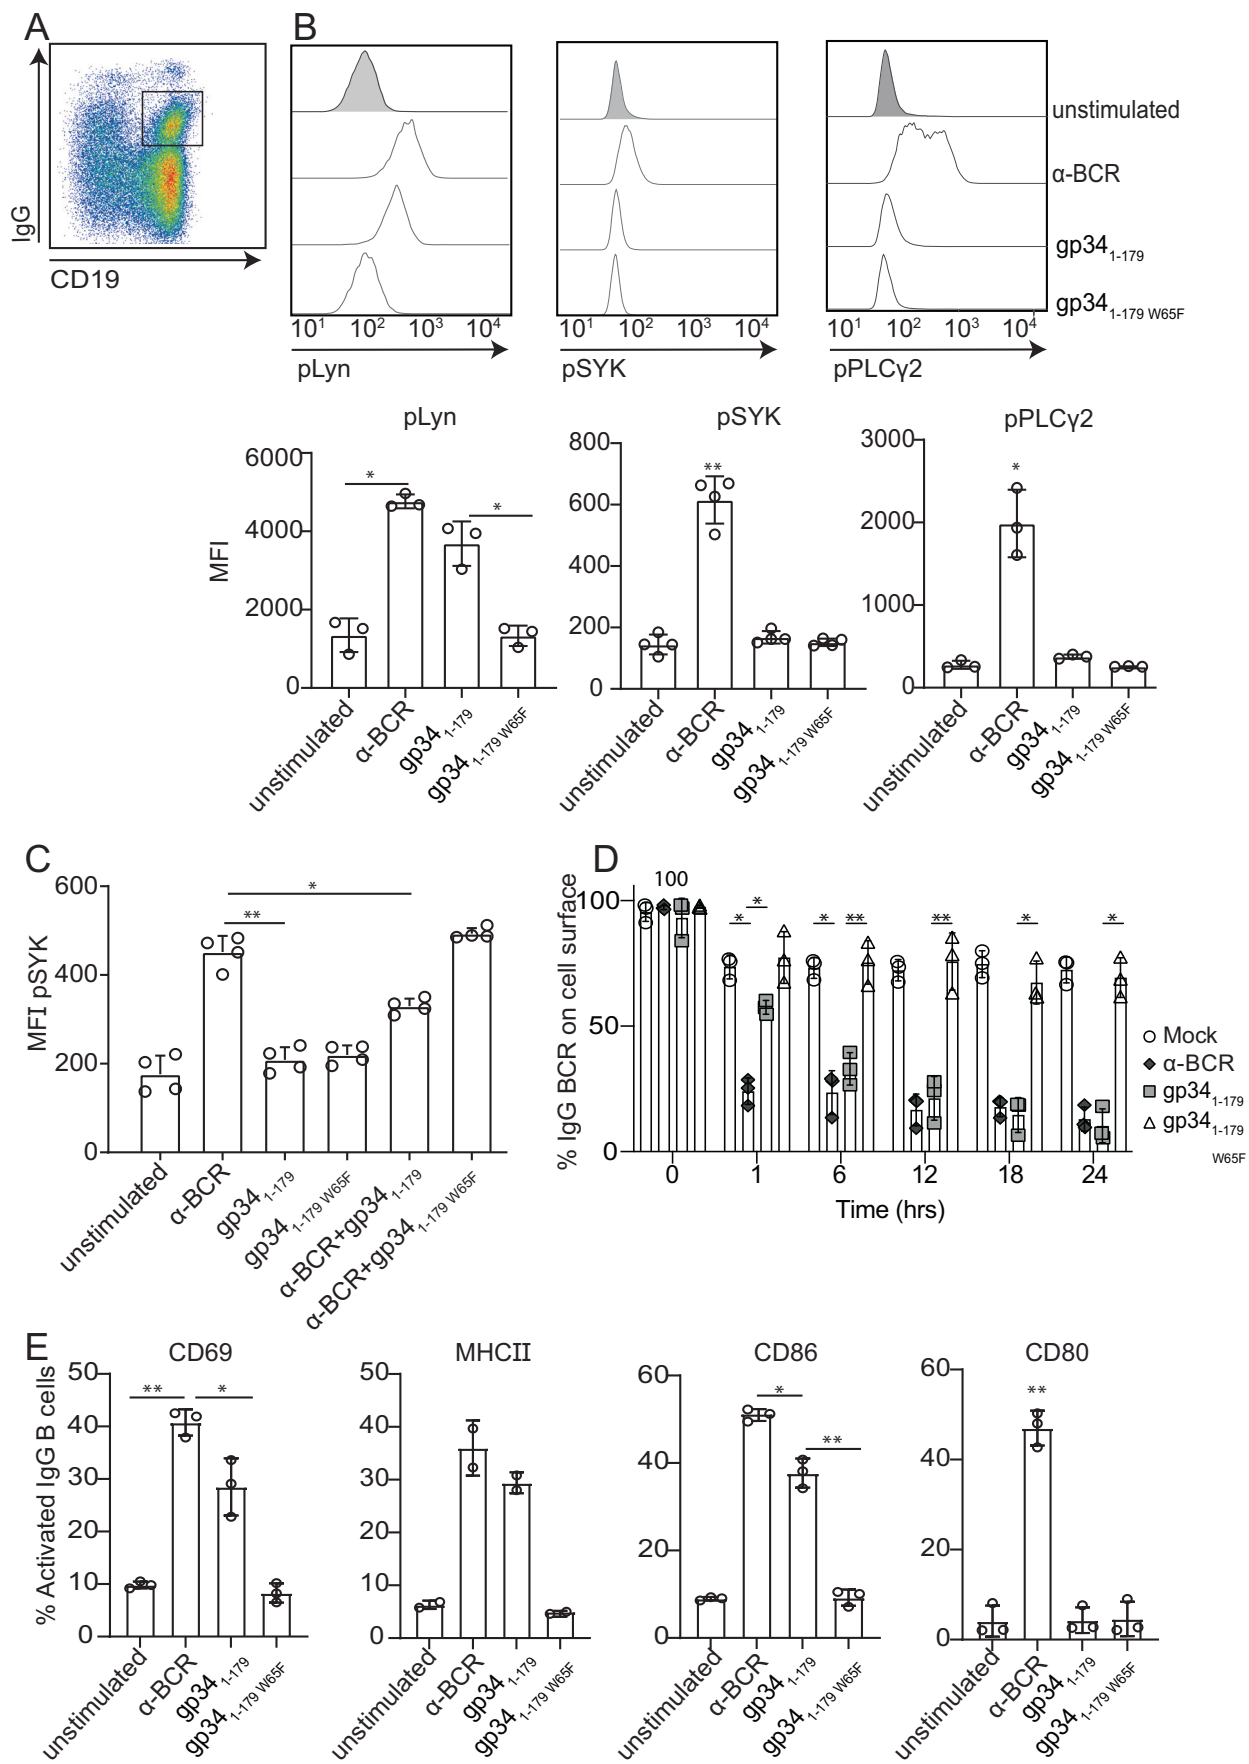 A
IgG
CD19
B
unstimulated
α-BCR
gp34 1-179
gp34 1-179 W65F
10¹ 10² 10³ 10⁴
pLyn
10¹ 10² 10³ 10⁴
pSYK
10¹ 10² 10³ 10⁴
pPLCγ2
pLyn
MFI
6000
4000
2000
0
*
*
unstimulated
α-BCR
gp34 1-179
gp34 1-179 W65F
pSYK
800
600
400
200
0
**
unstimulated
α-BCR
gp34 1-179
gp34 1-179 W65F
pPLCγ2
3000
2000
1000
0
*
unstimulated
α-BCR
gp34 1-179
gp34 1-179 W65F
C
MFI pSYK
600
400
200
0
*
**
unstimulated
α-BCR
gp34 1-179
gp34 1-179 W65F
α-BCR+gp34 1-179
α-BCR+gp34 1-179 W65F
D
% IgG BCR on cell surface
100
50
0
100
* * * ** ** * *
0 1 6 12 18 24
Time (hrs)
Mock
α-BCR
gp34 1-179
gp34 1-179
W65F
E
% Activated IgG B cells
CD69
50
40
30
20
10
0
** *
unstimulated
α-BCR
gp34 1-179
gp34 1-179 W65F
MHCII
50
40
30
20
10
0
unstimulated
α-BCR
gp34 1-179
gp34 1-179 W65F
CD86
60
40
20
0
*
**
unstimulated
α-BCR
gp34 1-179
gp34 1-179 W65F
CD80
60
40
20
0
**
unstimulated
α-BCR
gp34 1-179
gp34 1-179 W65F